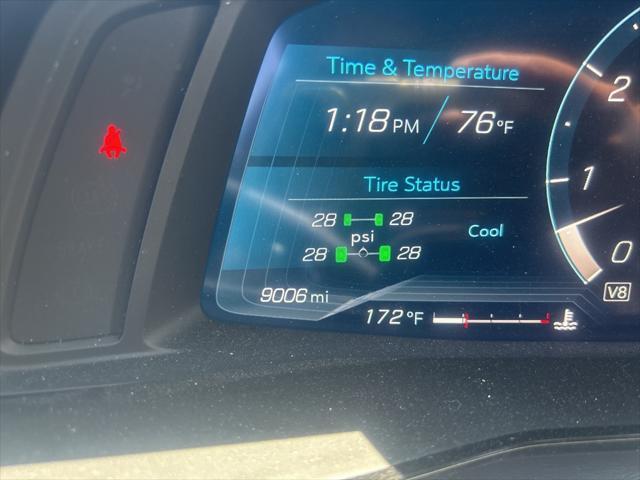 Time & Temperature
1:18 PM / 76°F
Tire Status
28 28
psi Cool
28 28
9006 mi
172 °F
2
1
0
V8